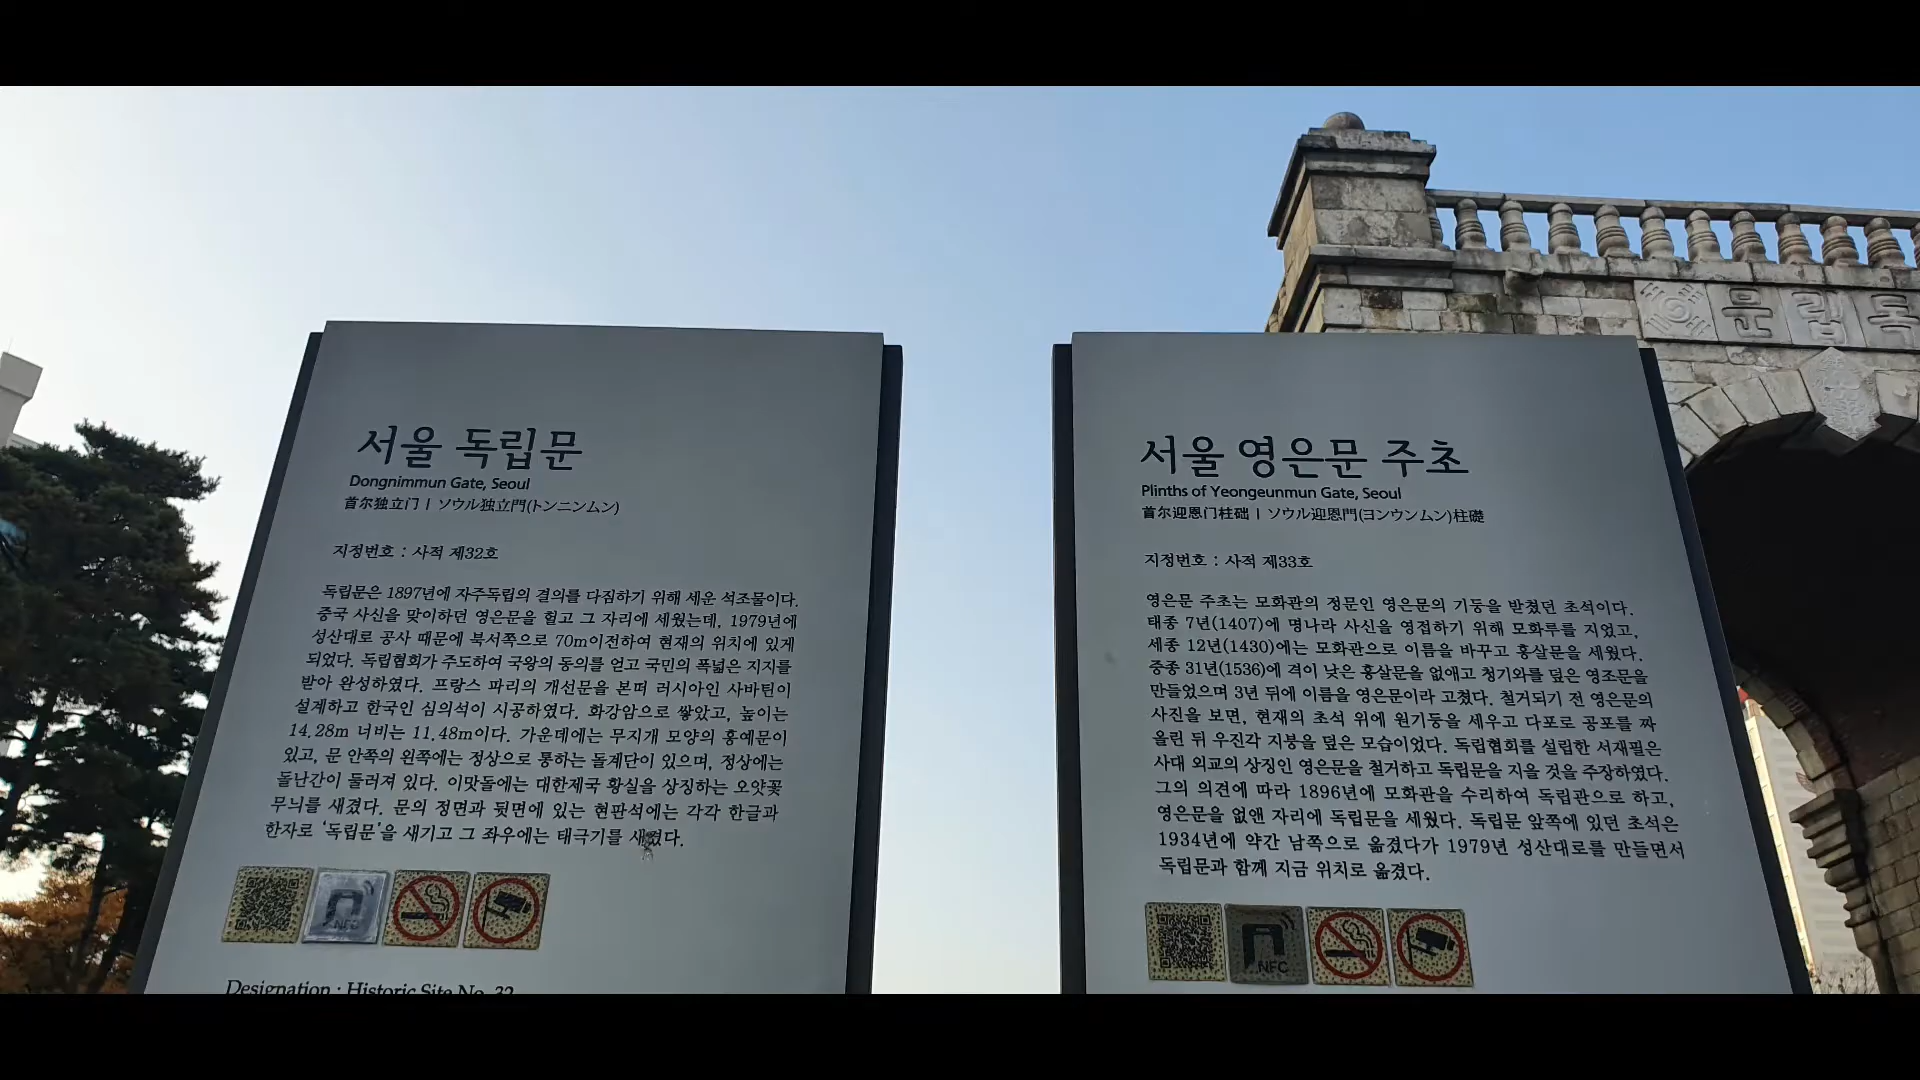 서울 독립문
Dongnimmun Gate, Seoul
首尔独立门 | ソウル独立門(トンニンムン)
지정번호 : 사적 제32호
독립문은 1897년에 자주독립의 결의를 다짐하기 위해 세운 석조물이다.
중국 사신을 맞이하던 영은문을 헐고 그 자리에 세웠는데, 1979년에
성산대로 공사 때문에 북서쪽으로 70m이전하여 현재의 위치에 있게
되었다. 독립협회가 주도하여 국왕의 동의를 얻고 국민의 폭넓은 지지를
받아 완성하였다. 프랑스 파리의 개선문을 본떠 러시아인 사바틴이
설계하고 한국인 심의석이 시공하였다. 화강암으로 쌓았고, 높이는
14.28m 너비는 11.48m이다. 가운데에는 무지개 모양의 홍예문이
있고, 문 안쪽의 왼쪽에는 정상으로 통하는 돌계단이 있으며, 정상에는
돌난간이 둘러져 있다. 이맛돌에는 대한제국 황실을 상징하는 오얏꽃
무늬를 새겼다. 문의 정면과 뒷면에 있는 현판석에는 각각 한글과
한자로 '독립문'을 새기고 그 좌우에는 태극기를 새겼다.
NFC
Designation : Historic Site No. 32
서울 영은문 주초
Plinths of Yeongeunmun Gate, Seoul
首尔迎恩门柱础 | ソウル迎恩門(ヨンウンムン)柱礎
지정번호 : 사적 제33호
영은문 주초는 모화관의 정문인 영은문의 기둥을 받쳤던 초석이다.
태종 7년(1407)에 명나라 사신을 영접하기 위해 모화루를 지었고,
세종 12년(1430)에는 모화관으로 이름을 바꾸고 홍살문을 세웠다.
중종 31년(1536)에 격이 낮은 홍살문을 없애고 청기와를 덮은 영조문을
만들었으며 3년 뒤에 이름을 영은문이라 고쳤다. 철거되기 전 영은문의
사진을 보면, 현재의 초석 위에 원기둥을 세우고 다포로 공포를 짜
올린 뒤 우진각 지붕을 덮은 모습이었다. 독립협회를 설립한 서재필은
사대 외교의 상징인 영은문을 철거하고 독립문을 지을 것을 주장하였다.
그의 의견에 따라 1896년에 모화관을 수리하여 독립관으로 하고,
영은문을 없앤 자리에 독립문을 세웠다. 독립문 앞쪽에 있던 초석은
1934년에 약간 남쪽으로 옮겼다가 1979년 성산대로를 만들면서
독립문과 함께 지금 위치로 옮겼다.
NFC
문립독